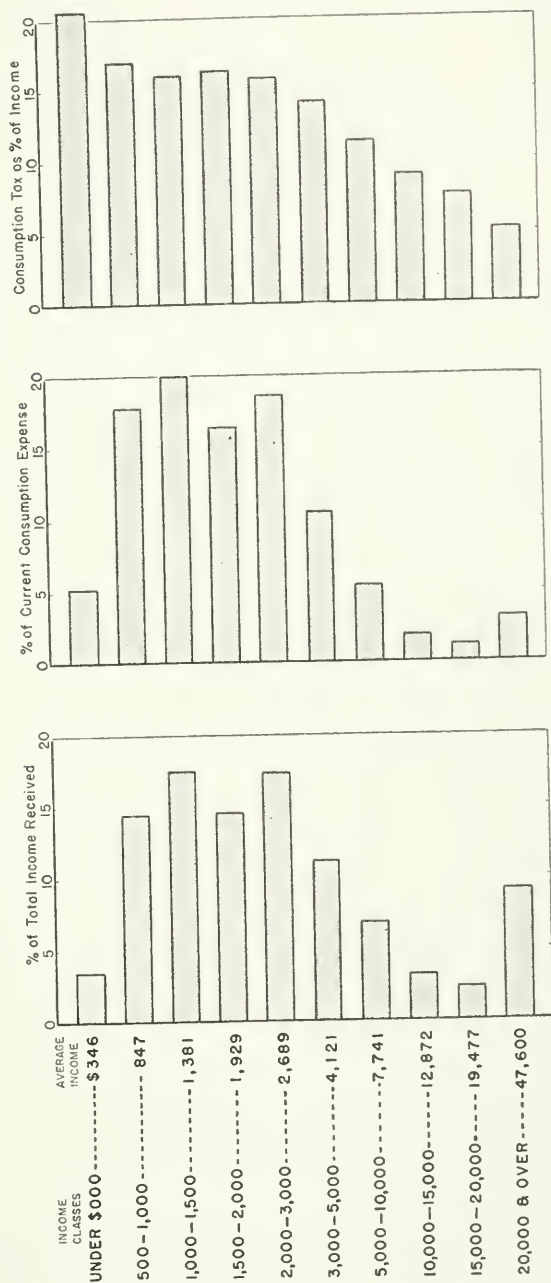 INCOME CLASSES
AVERAGE INCOME
UNDER $000---------$346
500-1,000----------847
1,000-1,500--------1,381
1,500-2,000-------1,929
2,000-3,000-------2,689
3,000-5,000-------4,121
5,000-10,000-------7,741
10,000-15,000-----12,872
15,000-20,000-----19,477
20,000 & OVER-----47,600
% of Total Income Received
0 5 10 15 20
% of Current Consumption Expense
0 5 10 15 20
Consumption Tax as % of Income
0 5 10 15 20